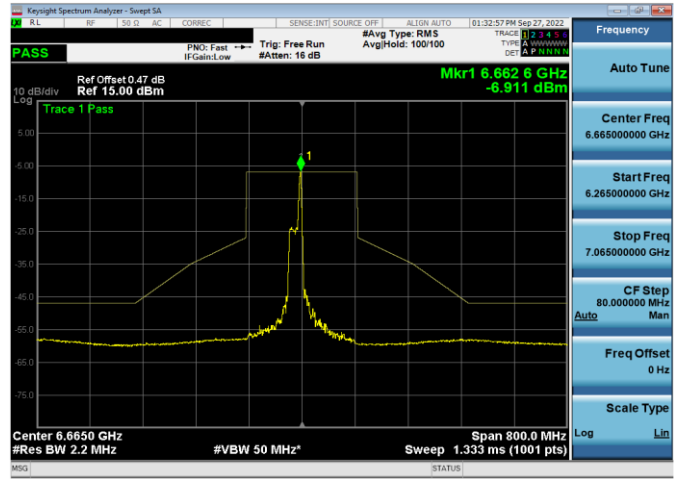 Keysight Spectrum Analyzer - Swept SA
RL RF 50 Ω AC CORREC SENSE:INT SOURCE OFF ALIGN AUTO 01:32:57 PM Sep 27, 2022
PASS
PNO: Fast
IFGain:Low
Trig: Free Run
#Atten: 16 dB
#Avg Type: RMS
Avg|Hold: 100/100
TRACE 1 2 3 4 5 6
TYPE A WWWWW
DET A P N N N N
Ref Offset 0.47 dB
10 dB/div Ref 15.00 dBm
Log
Mkr1 6.662 6 GHz
-6.911 dBm
Trace 1 Pass
1
5.00
-5.00
-15.0
-25.0
-35.0
-45.0
-55.0
-65.0
-75.0
Center 6.6650 GHz Span 800.0 MHz
#Res BW 2.2 MHz #VBW 50 MHz* Sweep 1.333 ms (1001 pts)
MSG STATUS
Frequency
Auto Tune
Center Freq
6.665000000 GHz
Start Freq
6.265000000 GHz
Stop Freq
7.065000000 GHz
CF Step
80.000000 MHz
Auto Man
Freq Offset
0 Hz
Scale Type
Log Lin